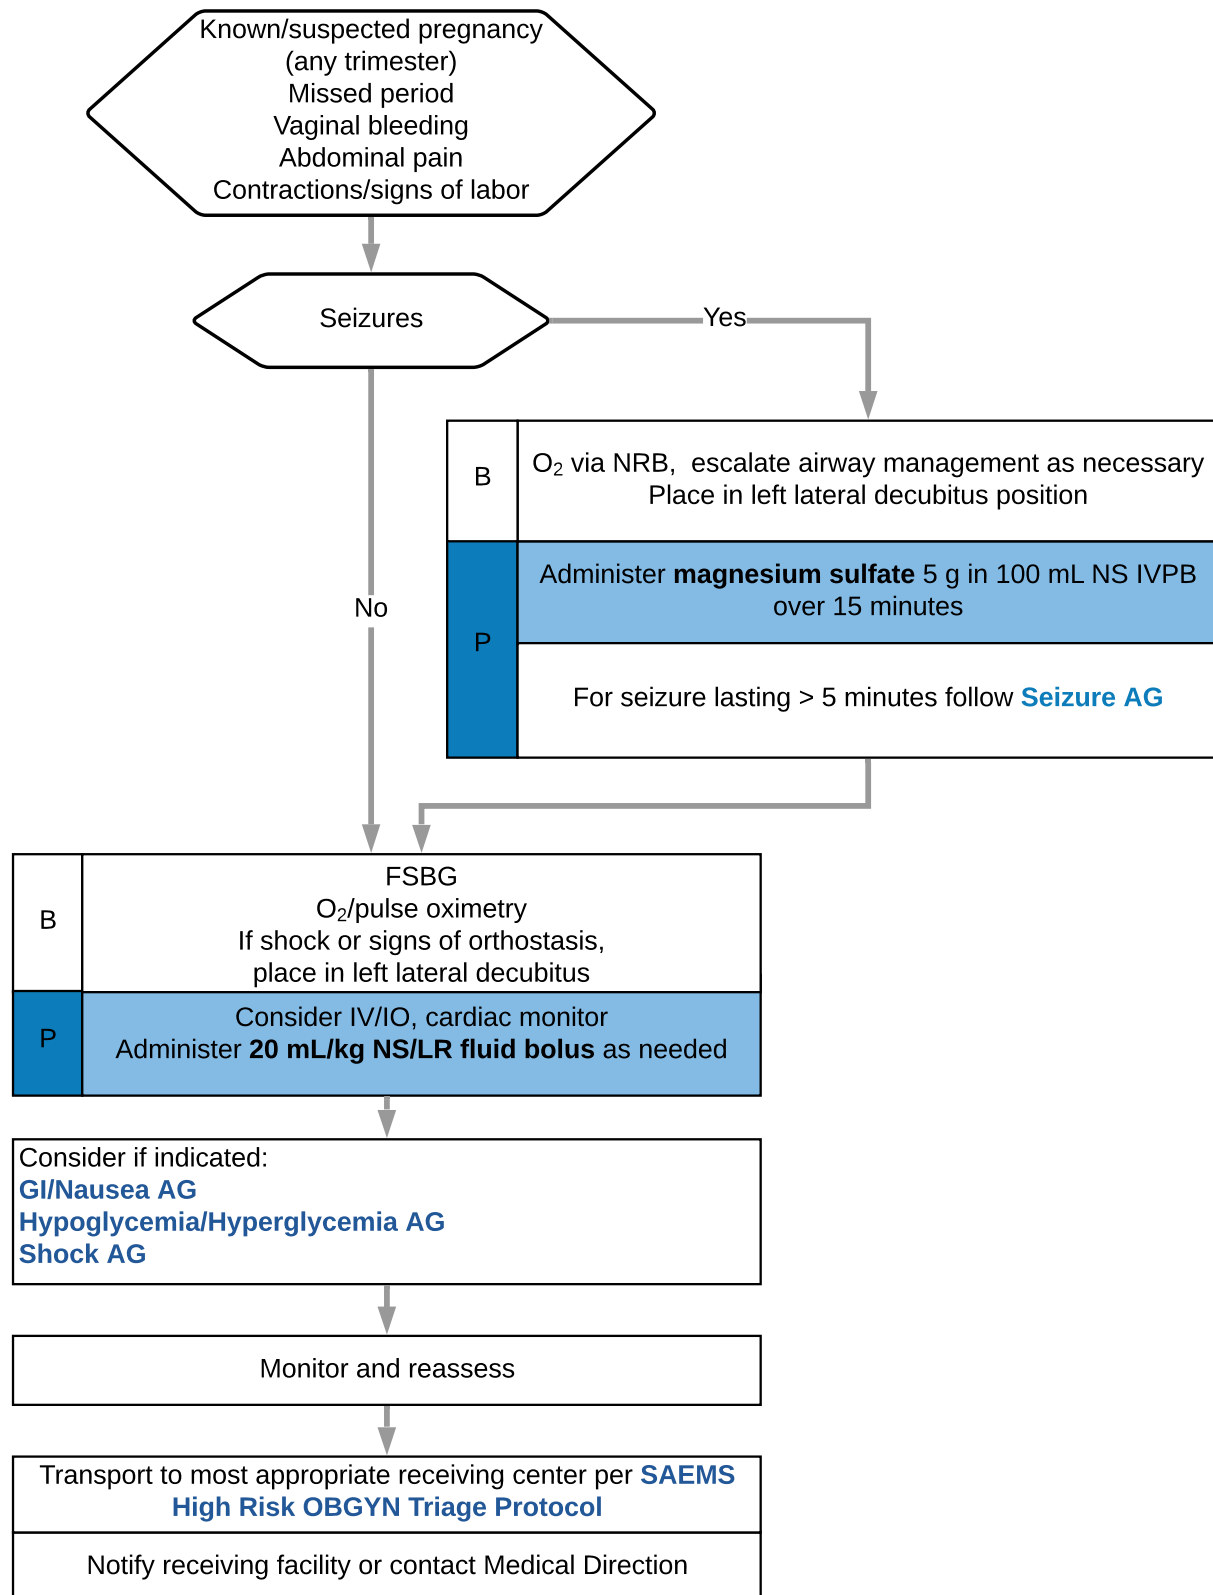 Known/suspected pregnancy
(any trimester)
Missed period
Vaginal bleeding
Abdominal pain
Contractions/signs of labor
Seizures
Yes
B
O₂ via NRB,  escalate airway management as necessary
Place in left lateral decubitus position
P
Administer magnesium sulfate 5 g in 100 mL NS IVPB
over 15 minutes
For seizure lasting > 5 minutes follow Seizure AG
No
B
FSBG
O₂/pulse oximetry
If shock or signs of orthostasis,
place in left lateral decubitus
P
Consider IV/IO, cardiac monitor
Administer 20 mL/kg NS/LR fluid bolus as needed
Consider if indicated:
GI/Nausea AG
Hypoglycemia/Hyperglycemia AG
Shock AG
Monitor and reassess
Transport to most appropriate receiving center per SAEMS
High Risk OBGYN Triage Protocol
Notify receiving facility or contact Medical Direction